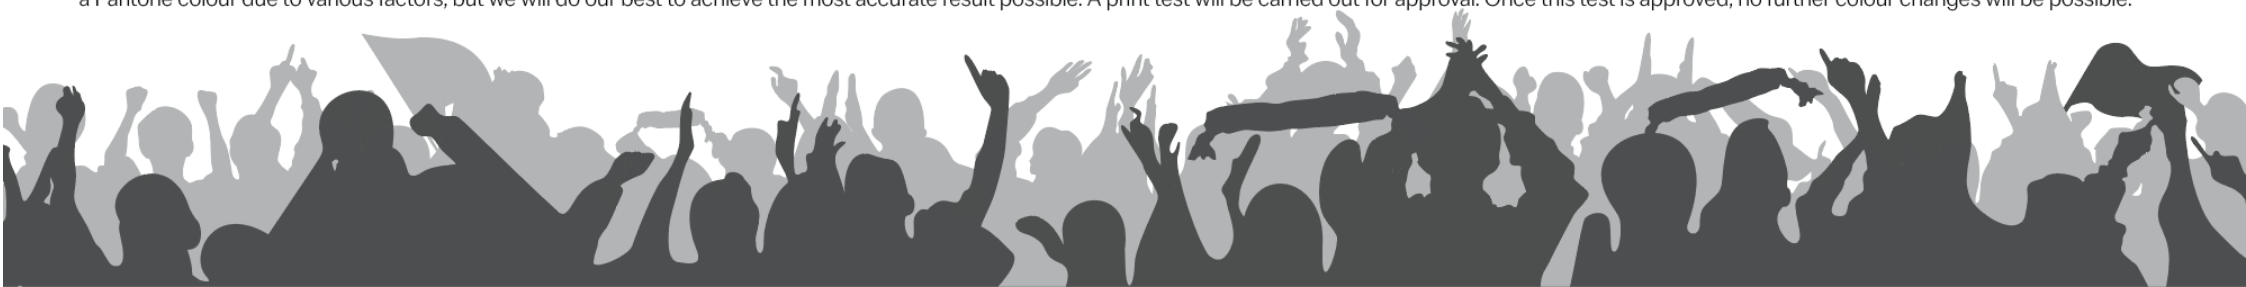 a Pantone colour due to various factors, but we will do our best to achieve the most accurate result possible. A print test will be carried out for approval. Once this test is approved, no further colour changes will be possible.